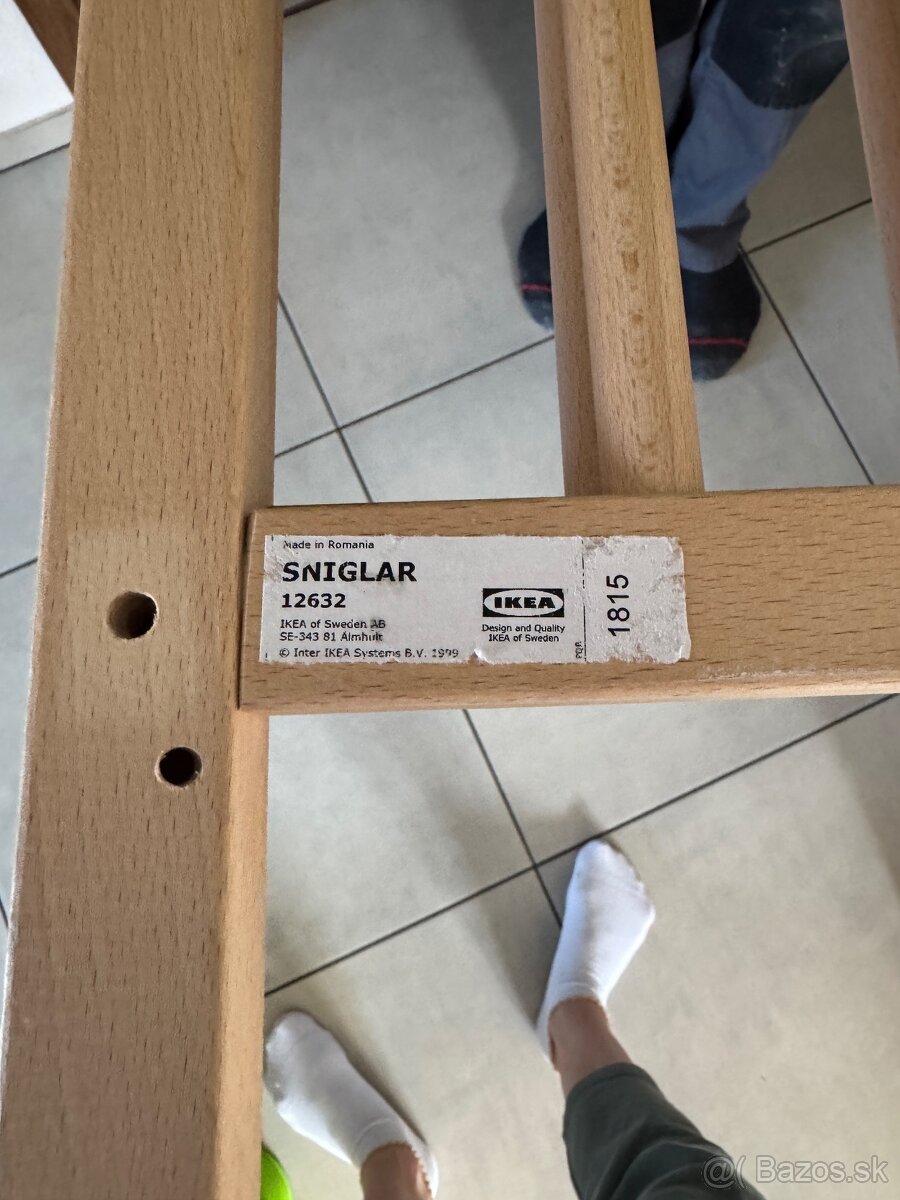 Made in Romania
SNIGLAR
12632
IKEA of Sweden AB
SE-343 81 Älmhult
© Inter IKEA Systems B.V. 1999
IKEA
Design and Quality
IKEA of Sweden
1815
Bazos.sk